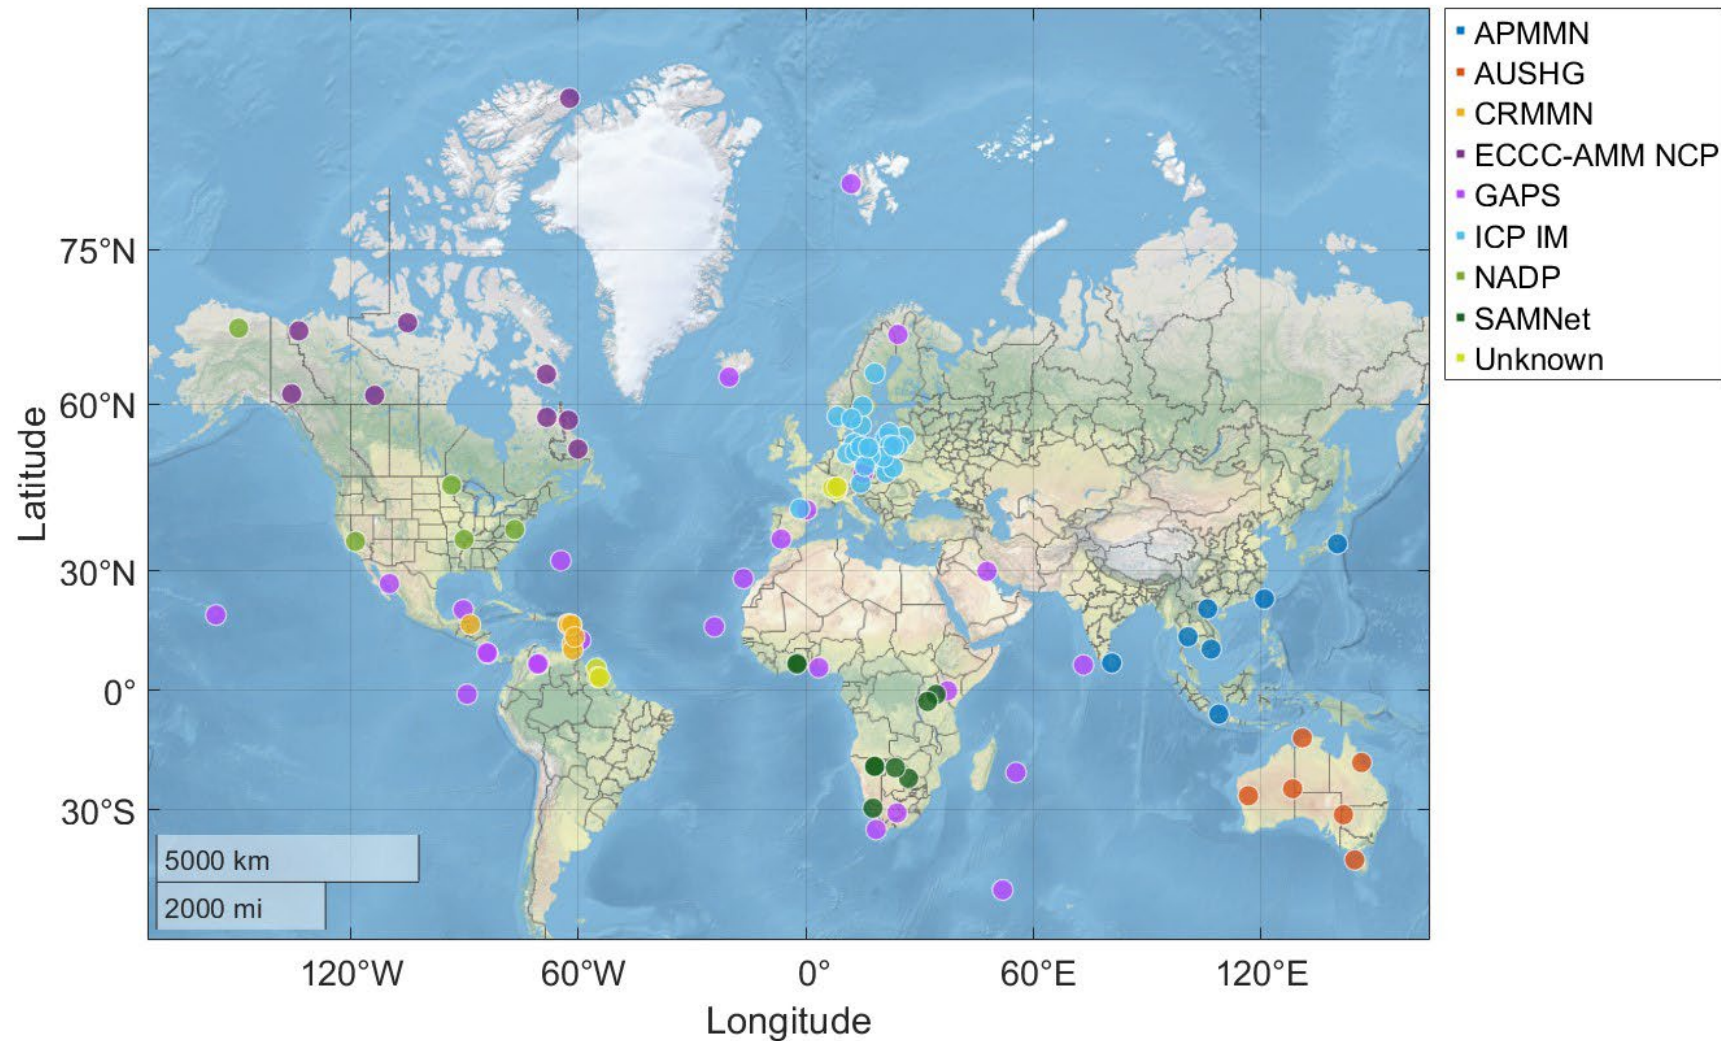 APMMN
AUSHG
CRMMN
ECCC-AMM NCP
GAPS
ICP IM
NADP
SAMNet
Unknown
75°N
60°N
30°N
0°
30°S
Latitude
5000 km
2000 mi
120°W
60°W
0°
60°E
120°E
Longitude